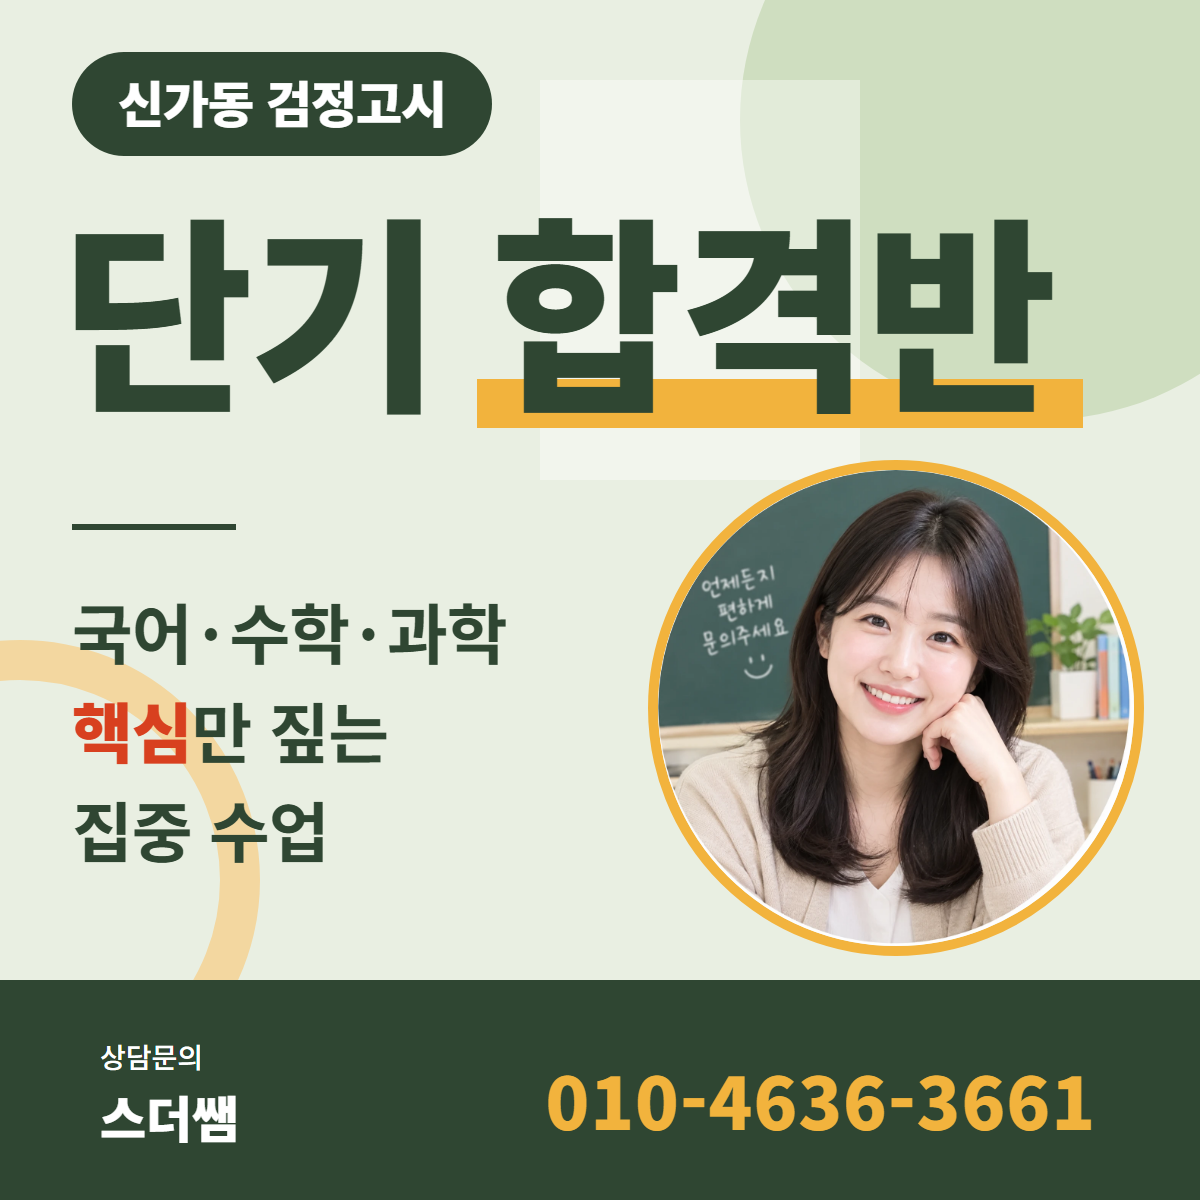 신가동 검정고시
단기 합격반
국어·수학·과학
핵심만 짚는
집중 수업
언제든지
편하게
문의주세요
상담문의
스더쌤
010-4636-3661